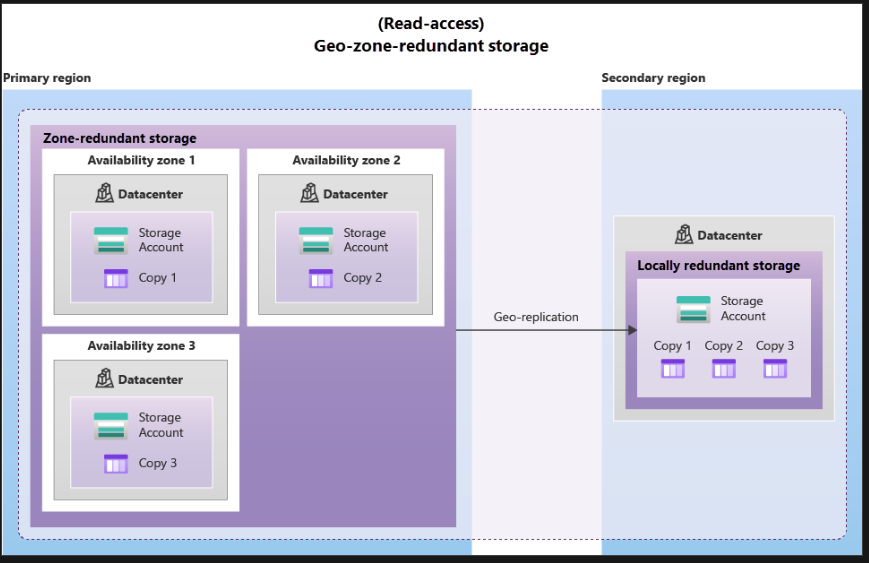 (Read-access)
Geo-zone-redundant storage
Primary region
Secondary region
Zone-redundant storage
Availability zone 1
Datacenter
Storage
Account
Copy 1
Availability zone 2
Datacenter
Storage
Account
Copy 2
Availability zone 3
Datacenter
Storage
Account
Copy 3
Geo-replication
Datacenter
Locally redundant storage
Storage
Account
Copy 1 Copy 2 Copy 3